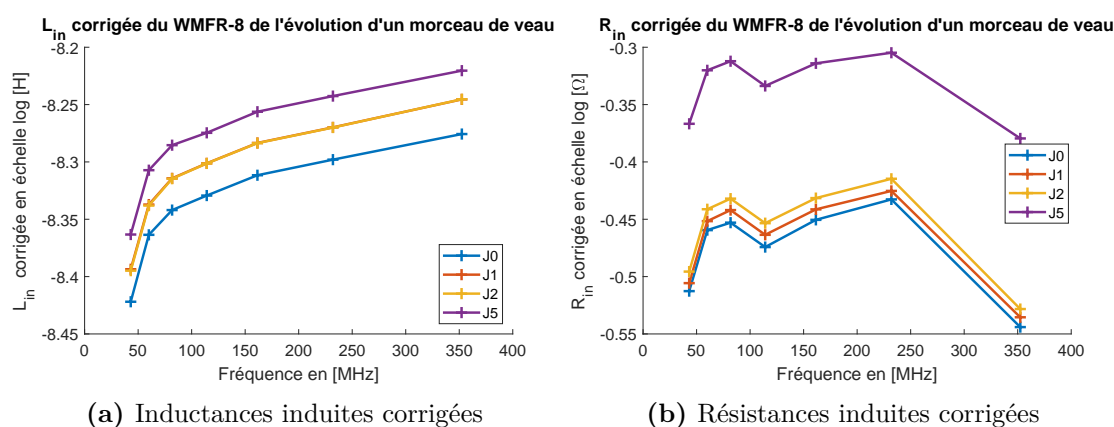 L_in corrigée du WMFR-8 de l'évolution d'un morceau de veau
L_in corrigée en échelle log [H]
-8.2
-8.25
-8.3
-8.35
-8.4
-8.45
0 50 100 150 200 250 300 350 400
Fréquence en [MHz]
J0
J1
J2
J5
(a) Inductances induites corrigées
R_in corrigée du WMFR-8 de l'évolution d'un morceau de veau
R_in corrigée en échelle log [Ω]
-0.3
-0.35
-0.4
-0.45
-0.5
-0.55
0 50 100 150 200 250 300 350 400
Fréquence en [MHz]
J0
J1
J2
J5
(b) Résistances induites corrigées